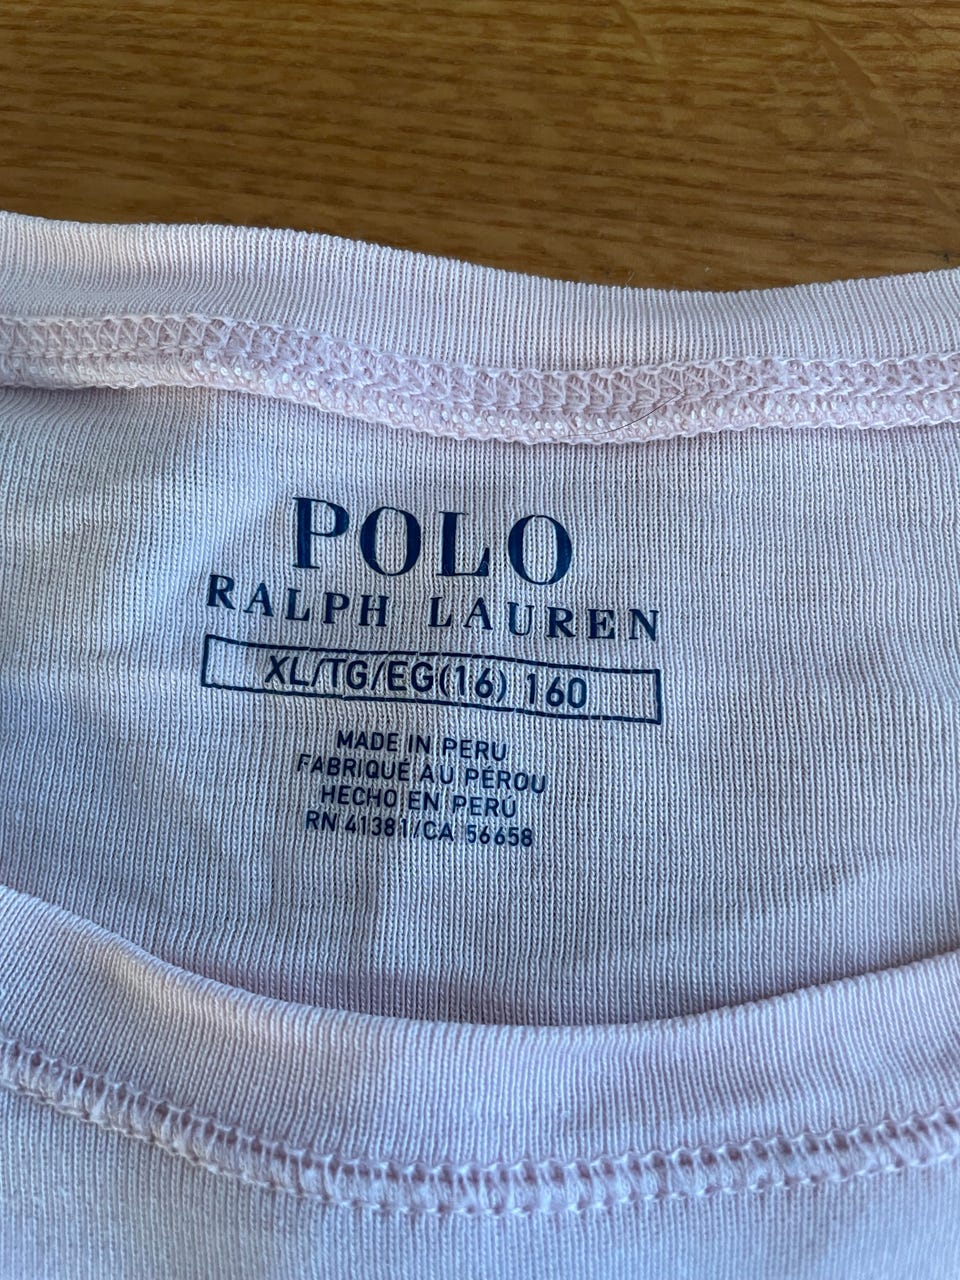 POLO
RALPH LAUREN
XL/TG/EG(16) 160
MADE IN PERU
FABRIQUÉ AU PÉROU
HECHO EN PERÚ
RN 41381/CA 56658